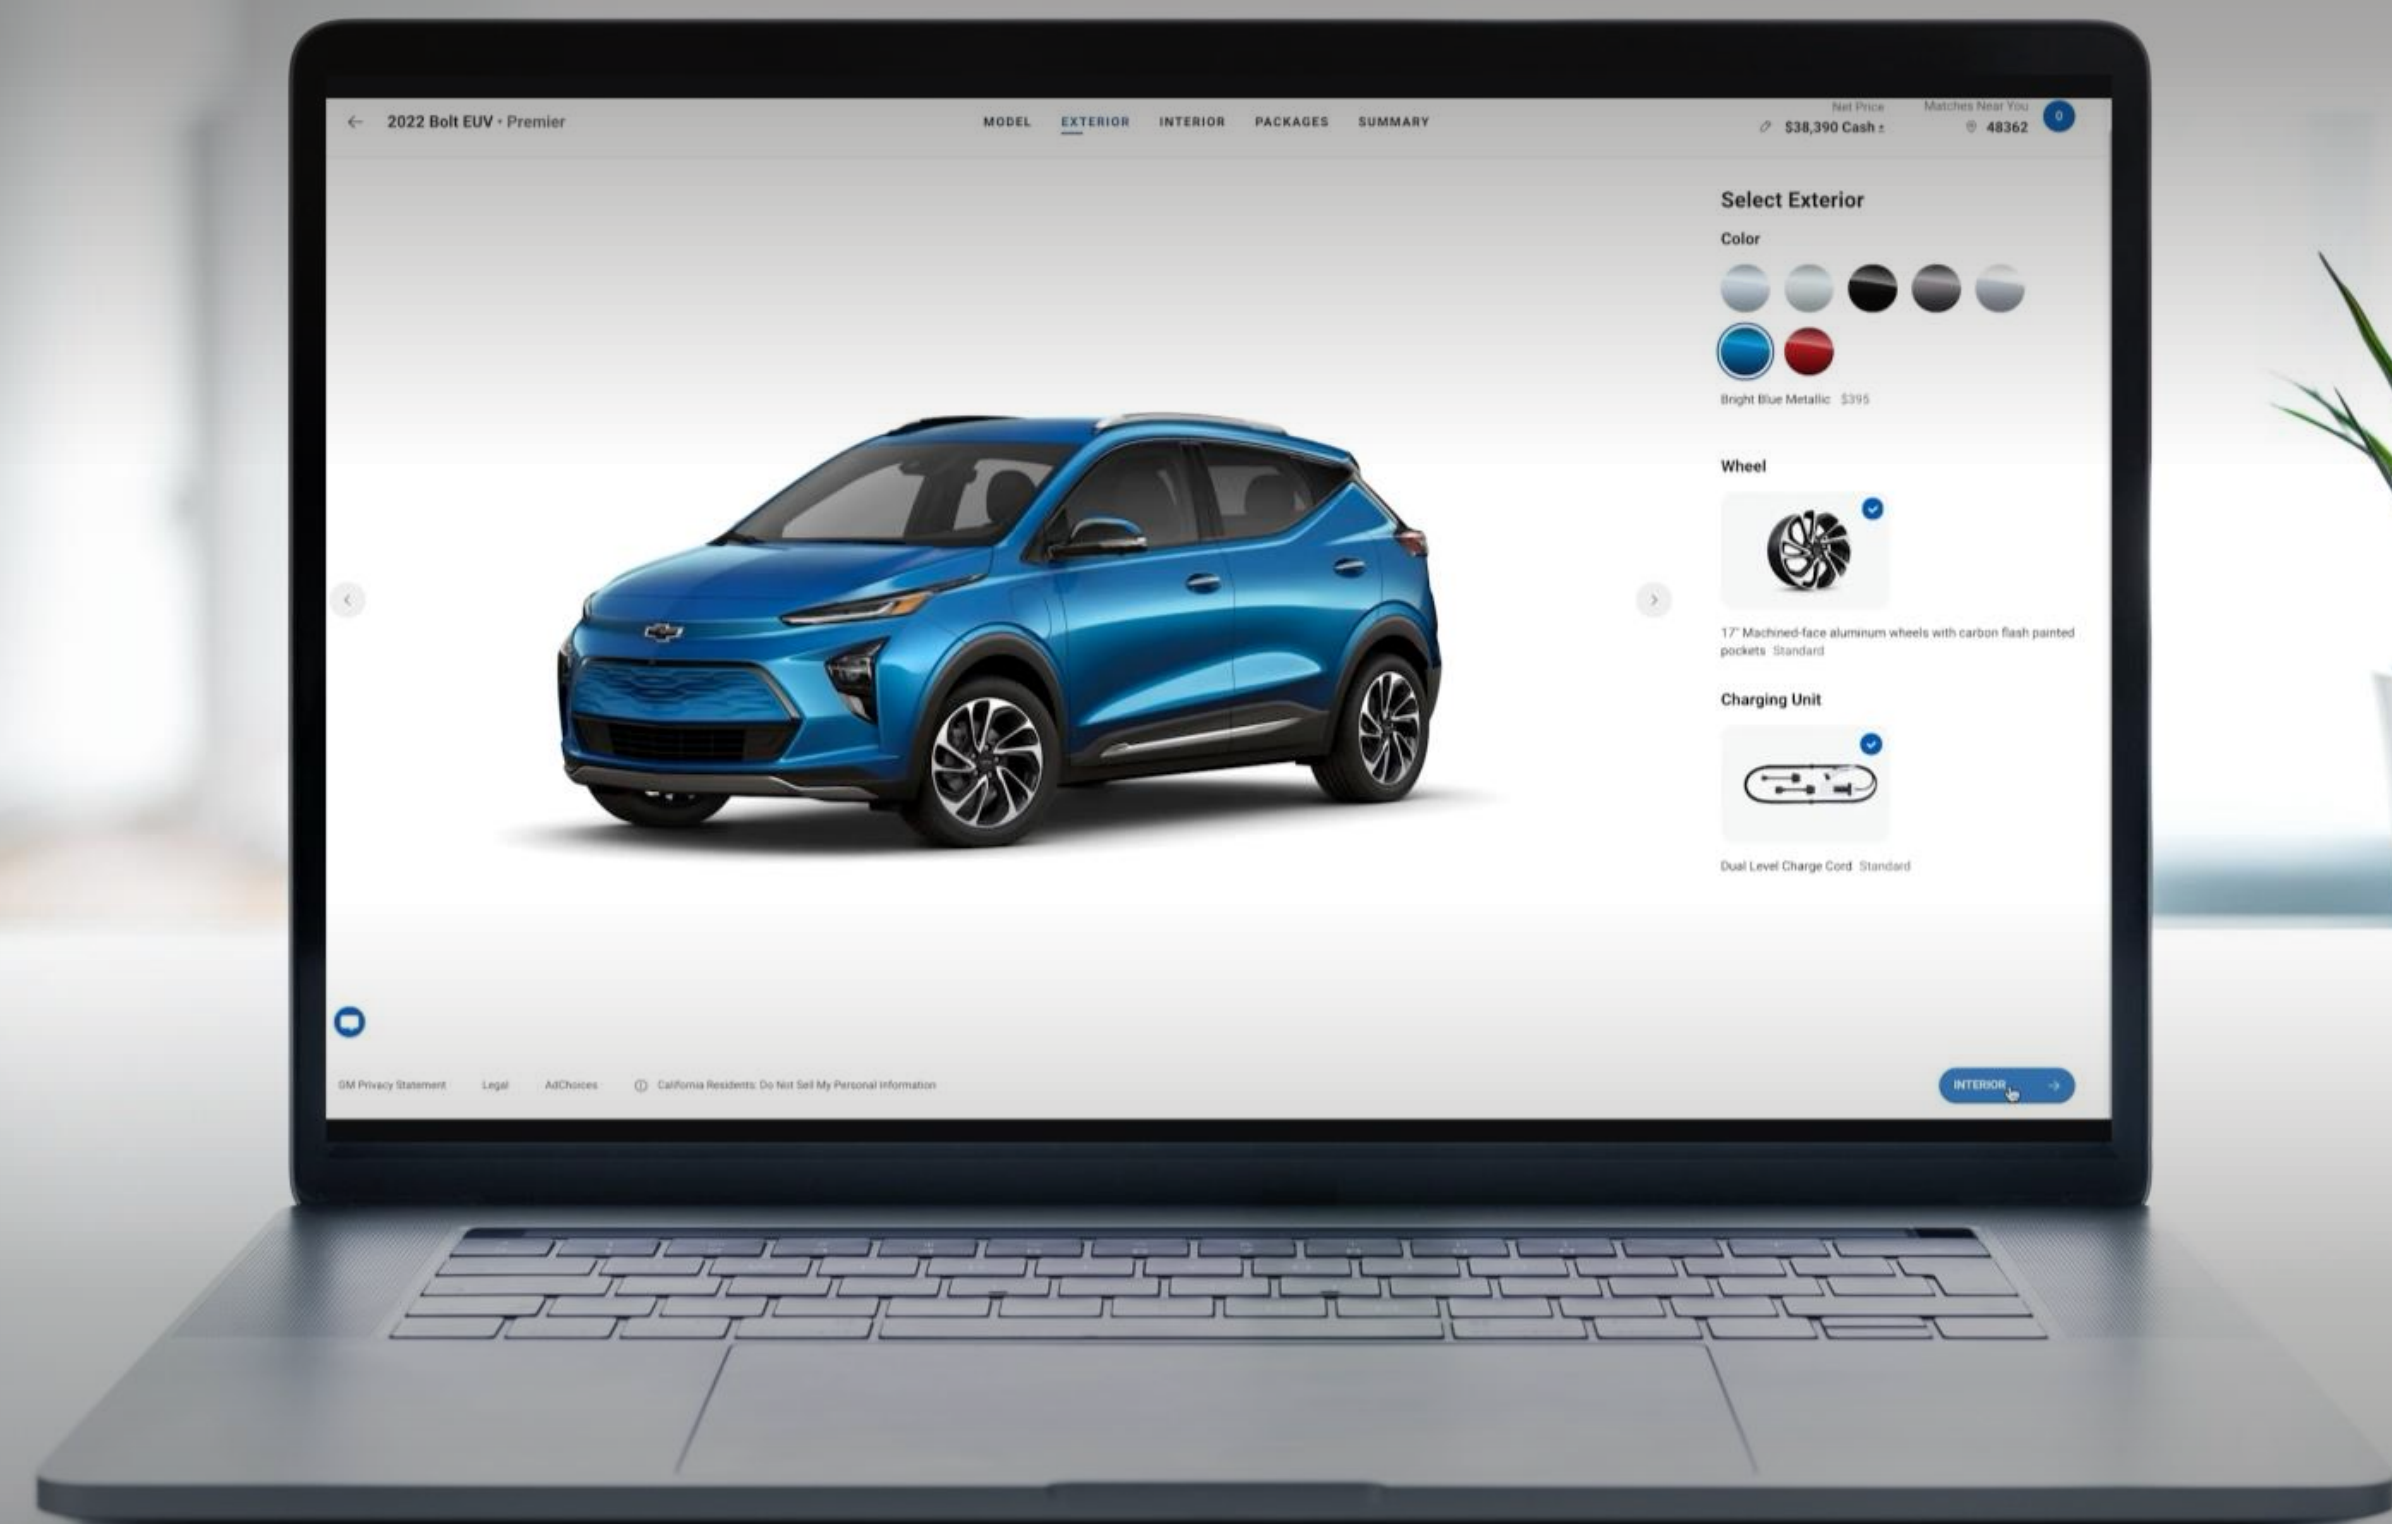 2022 Bolt EUV • Premier
MODEL EXTERIOR INTERIOR PACKAGES SUMMARY
Net Price
$38,390 Cash ±
Matches Near You
48362
0
Select Exterior
Color
Bright Blue Metallic $395
Wheel
17" Machined-face aluminum wheels with carbon flash painted
pockets Standard
Charging Unit
Dual Level Charge Cord Standard
GM Privacy Statement Legal AdChoices California Residents: Do Not Sell My Personal Information
INTERIOR